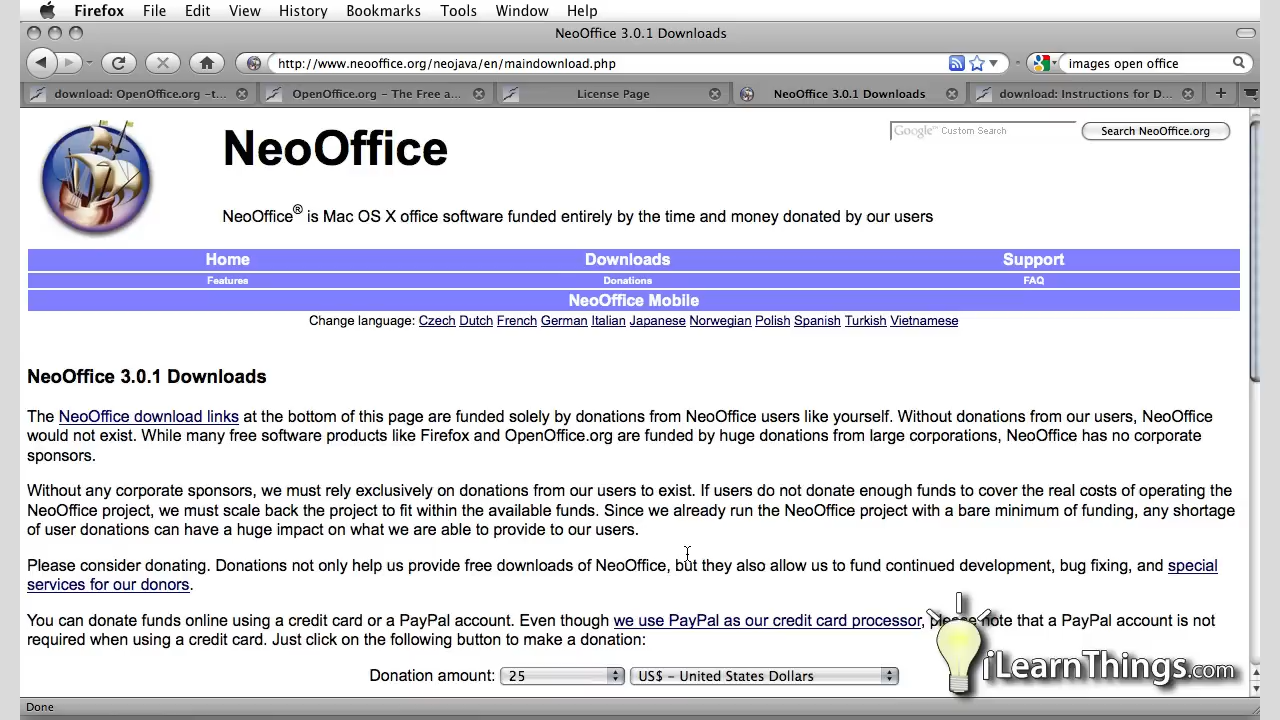 Firefox File Edit View History Bookmarks Tools Window Help
NeoOffice 3.0.1 Downloads
http://www.neooffice.org/neojava/en/maindownload.php
images open office
download: OpenOffice.org -t...
OpenOffice.org - The Free a...
License Page
NeoOffice 3.0.1 Downloads
download: Instructions for D...
NeoOffice
Google™ Custom Search
Search NeoOffice.org
NeoOffice® is Mac OS X office software funded entirely by the time and money donated by our users
Home Downloads Support
Features Donations FAQ
NeoOffice Mobile
Change language: Czech Dutch French German Italian Japanese Norwegian Polish Spanish Turkish Vietnamese
NeoOffice 3.0.1 Downloads
The NeoOffice download links at the bottom of this page are funded solely by donations from NeoOffice users like yourself. Without donations from our users, NeoOffice
would not exist. While many free software products like Firefox and OpenOffice.org are funded by huge donations from large corporations, NeoOffice has no corporate
sponsors.
Without any corporate sponsors, we must rely exclusively on donations from our users to exist. If users do not donate enough funds to cover the real costs of operating the
NeoOffice project, we must scale back the project to fit within the available funds. Since we already run the NeoOffice project with a bare minimum of funding, any shortage
of user donations can have a huge impact on what we are able to provide to our users.
Please consider donating. Donations not only help us provide free downloads of NeoOffice, but they also allow us to fund continued development, bug fixing, and special
services for our donors.
You can donate funds online using a credit card or a PayPal account. Even though we use PayPal as our credit card processor, please note that a PayPal account is not
required when using a credit card. Just click on the following button to make a donation:
Donation amount: 25 US$ - United States Dollars
iLearnThings.com
Done